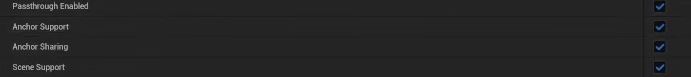 Passthrough Enabled
Anchor Support
Anchor Sharing
Scene Support